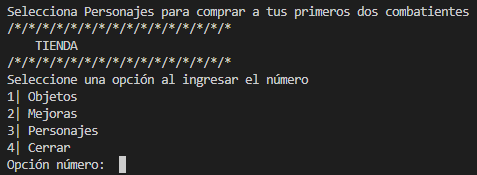 Selecciona Personajes para comprar a tus primeros dos combatientes
/*/*/*/*/*/*/*/*/*/*/*/*/*/*/*/*
TIENDA
/*/*/*/*/*/*/*/*/*/*/*/*/*/*/*/*
Seleccione una opción al ingresar el número
1| Objetos
2| Mejoras
3| Personajes
4| Cerrar
Opción número: